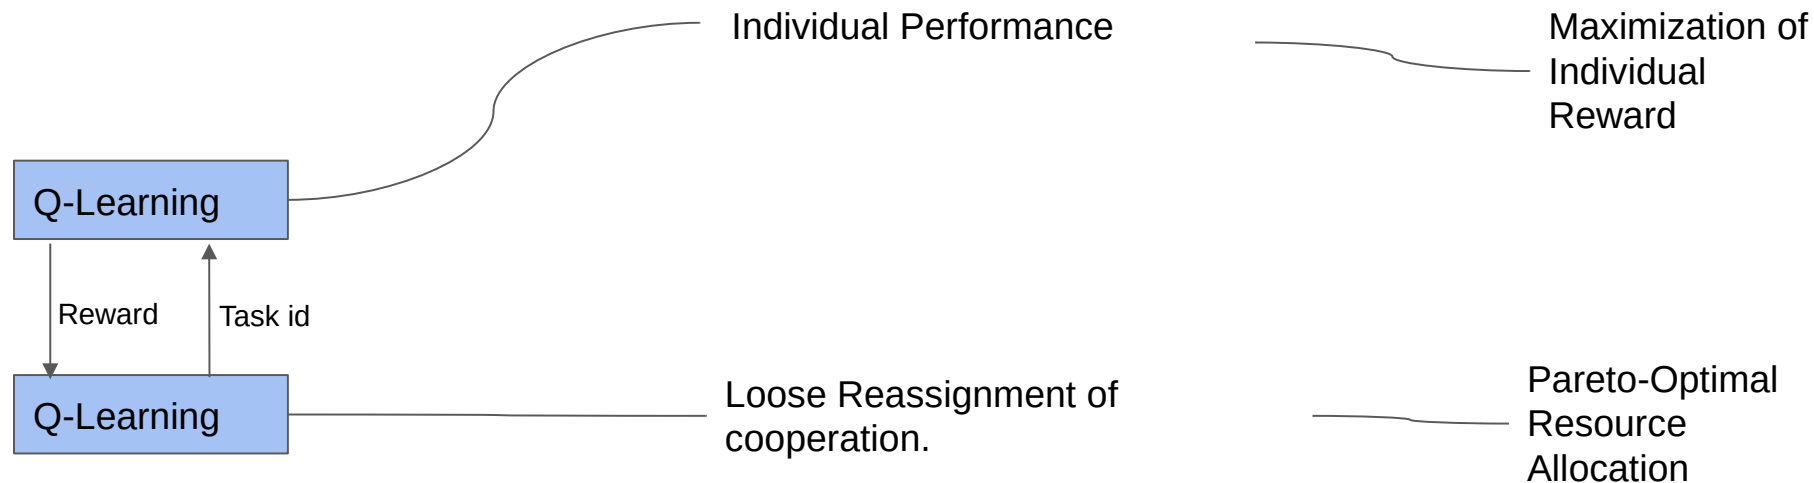 Individual Performance
Maximization of
Individual
Reward
Q-Learning
Reward
Task id
Q-Learning
Loose Reassignment of
cooperation.
Pareto-Optimal
Resource
Allocation